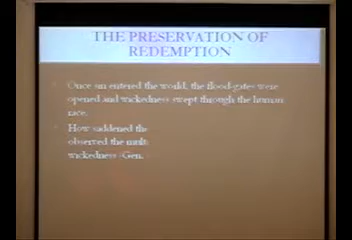 THE PRESERVATION OF
REDEMPTION
Once sin entered the world, the flood-gates were
opened and wickedness swept through the human
race.
How saddened the
observed the mult
wickedness (Gen.